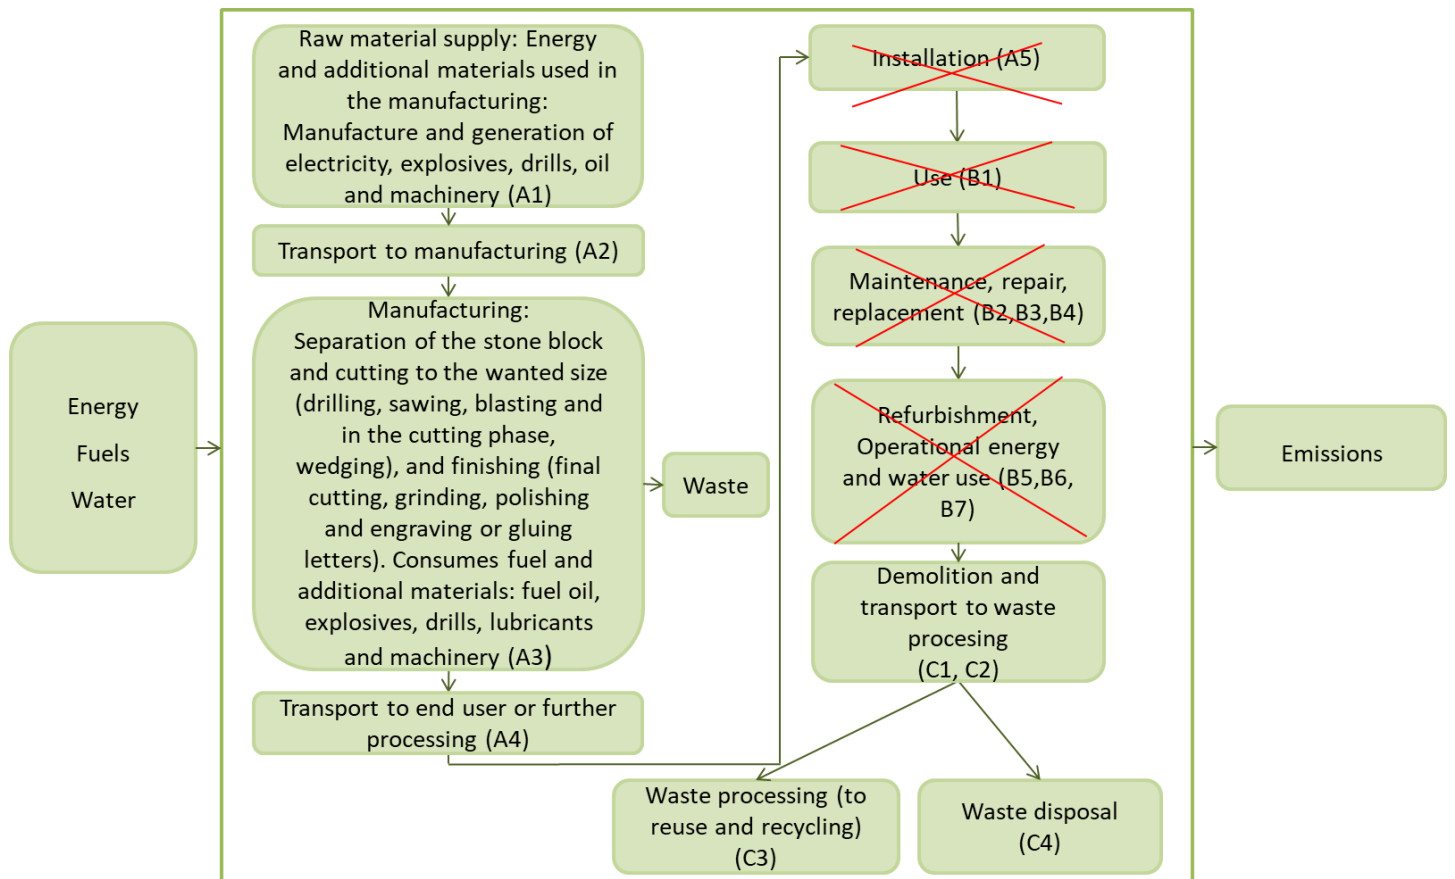 Energy
Fuels
Water
Raw material supply: Energy
and additional materials used in
the manufacturing:
Manufacture and generation of
electricity, explosives, drills, oil
and machinery (A1)
Transport to manufacturing (A2)
Manufacturing:
Separation of the stone block
and cutting to the wanted size
(drilling, sawing, blasting and
in the cutting phase,
wedging), and finishing (final
cutting, grinding, polishing
and engraving or gluing
letters). Consumes fuel and
additional materials: fuel oil,
explosives, drills, lubricants
and machinery (A3)
Transport to end user or further
processing (A4)
Waste
Installation (A5)
Use (B1)
Maintenance, repair,
replacement (B2,B3,B4)
Refurbishment,
Operational energy
and water use (B5,B6,
B7)
Demolition and
transport to waste
procesing
(C1, C2)
Waste processing (to
reuse and recycling)
(C3)
Waste disposal
(C4)
Emissions